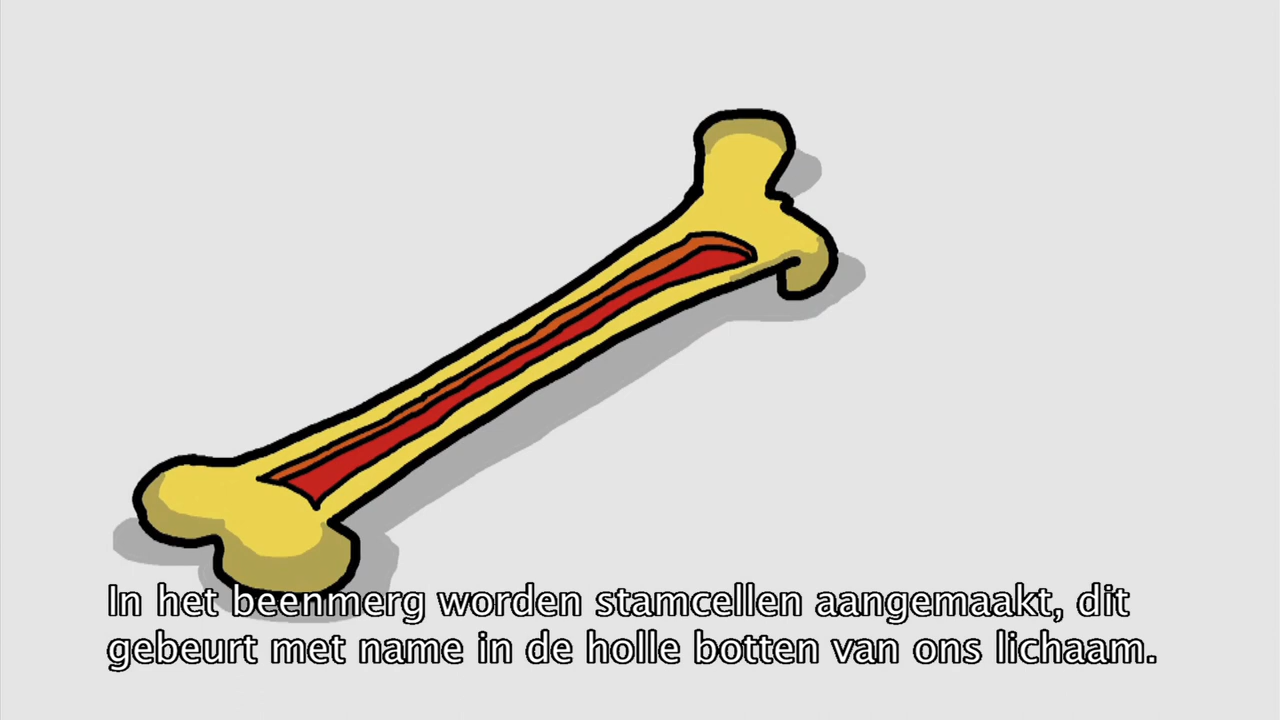 In het beenmerg worden stamcellen aangemaakt, dit
gebeurt met name in de holle botten van ons lichaam.